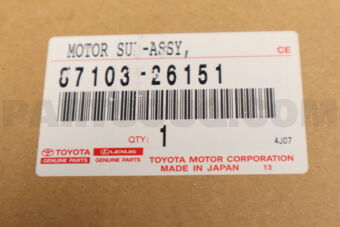 MOTOR SUB-ASSY,
CE
87103-26151
QTY: 1
4J07
TOYOTA
GENUINE PARTS
LEXUS
GENUINE PARTS
TOYOTA MOTOR CORPORATION
MADE IN JAPAN 13